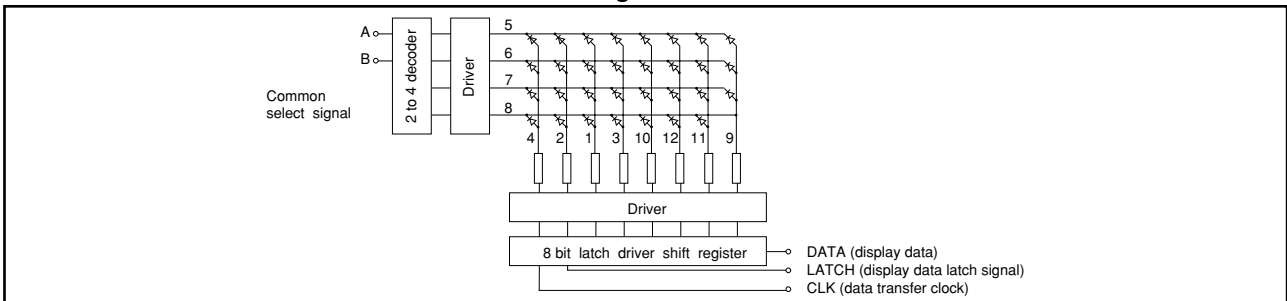 A
B
2 to 4 decoder
Driver
5
6
7
8
Common
select signal
4 2 1 3 10 12 11 9
Driver
8 bit latch driver shift register
DATA (display data)
LATCH (display data latch signal)
CLK (data transfer clock)